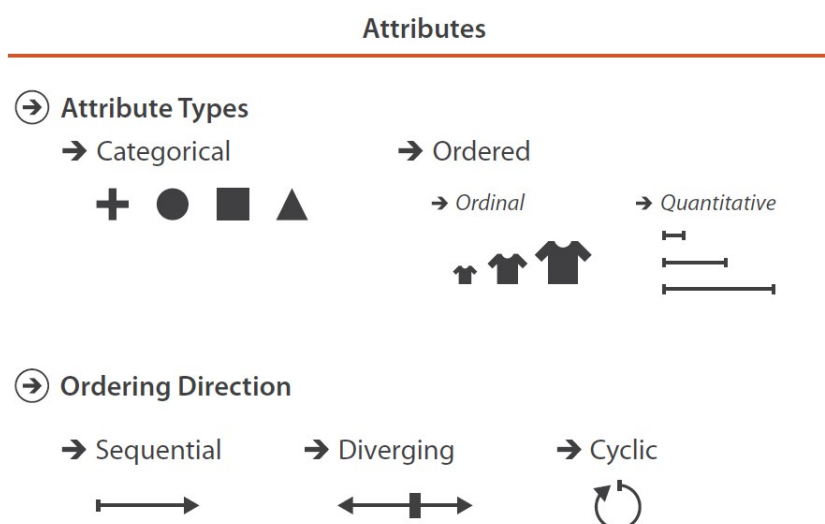 Attributes
Attribute Types
Categorical
Ordered
Ordinal
Quantitative
Ordering Direction
Sequential
Diverging
Cyclic